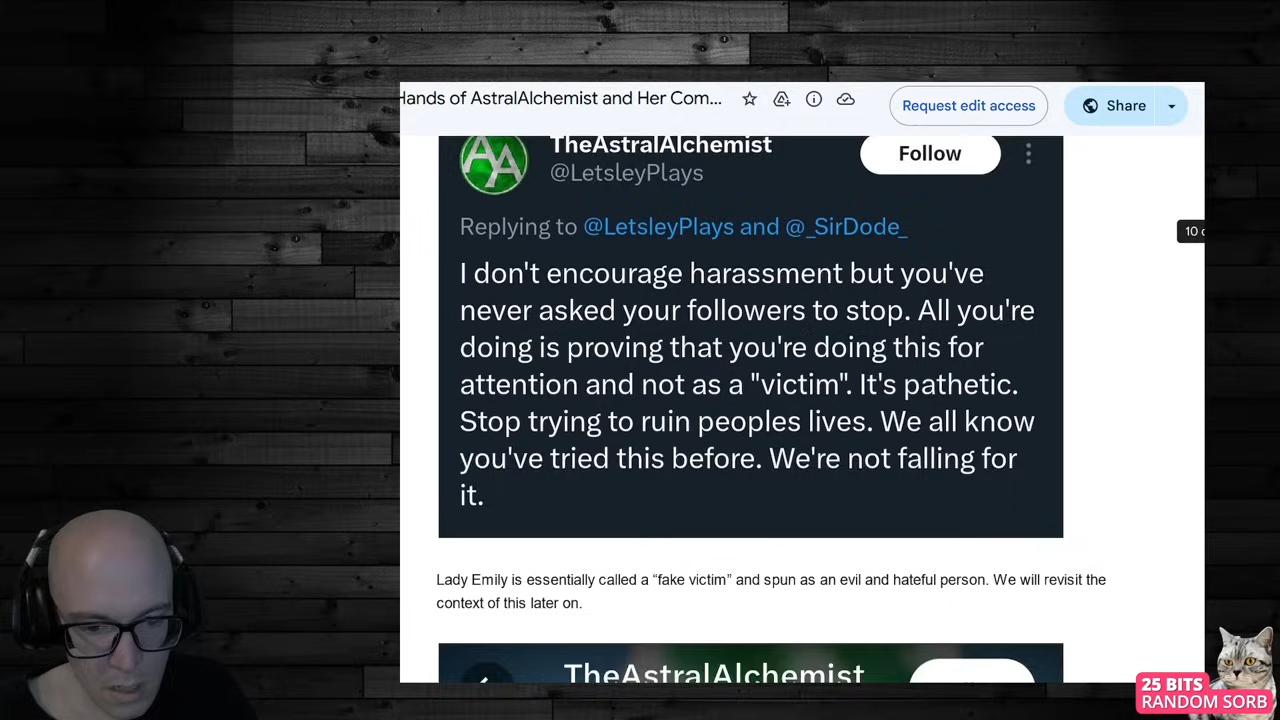 Hands of AstralAlchemist and Her Com...
Request edit access
Share
AA
TheAstralAlchemist
Follow
@LetsleyPlays
Replying to @LetsleyPlays and @_SirDode_
10
I don't encourage harassment but you've
never asked your followers to stop. All you're
doing is proving that you're doing this for
attention and not as a "victim". It's pathetic.
Stop trying to ruin peoples lives. We all know
you've tried this before. We're not falling for
it.
Lady Emily is essentially called a “fake victim” and spun as an evil and hateful person. We will revisit the
context of this later on.
TheAstralAlchemist
25 BITS
RANDOM SORB